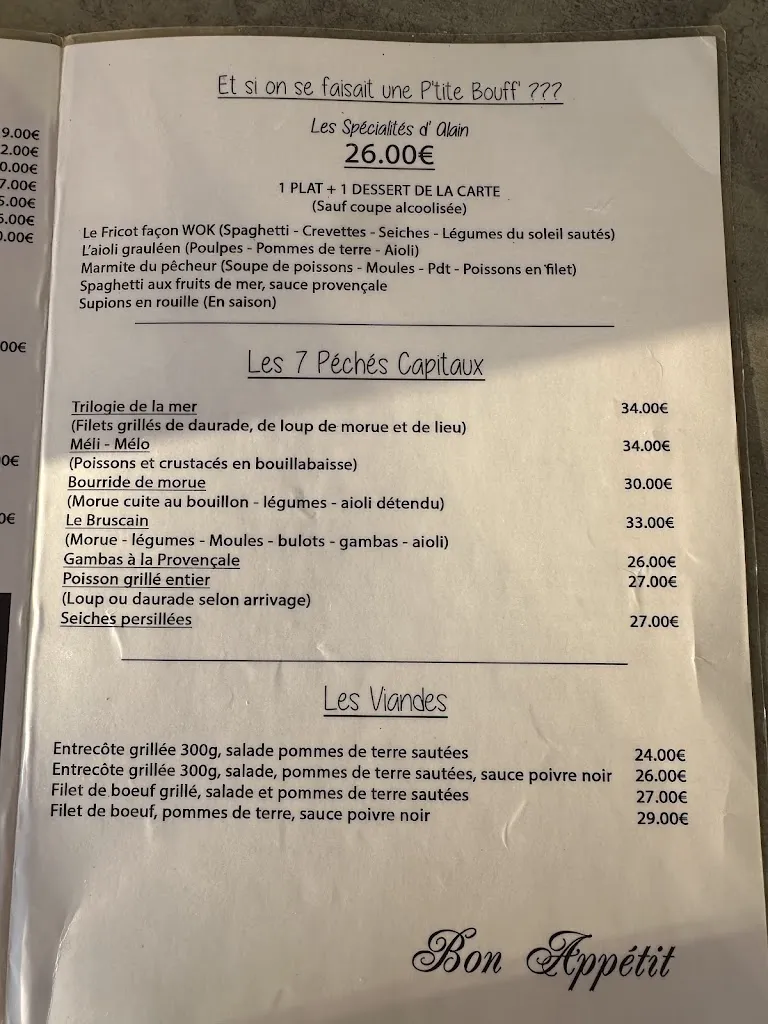 Et si on se faisait une P'tite Bouff' ???
Les Spécialités d' Alain
26.00€
1 PLAT + 1 DESSERT DE LA CARTE
(Sauf coupe alcoolisée)
Le Fricot façon WOK (Spaghetti - Crevettes - Seiches - Légumes du soleil sautés)
L'aioli grauléen (Poulpes - Pommes de terre - Aioli)
Marmite du pêcheur (Soupe de poissons - Moules - Pdt - Poissons en filet)
Spaghetti aux fruits de mer, sauce provençale
Supions en rouille (En saison)
Les 7 Péchés Capitaux
Trilogie de la mer 34.00€
(Filets grillés de daurade, de loup de morue et de lieu)
Méli - Mélo 34.00€
(Poissons et crustacés en bouillabaisse)
Bourride de morue 30.00€
(Morue cuite au bouillon - légumes - aioli détendu)
Le Bruscain 33.00€
(Morue - légumes - Moules - bulots - gambas - aioli)
Gambas à la Provençale 26.00€
Poisson grillé entier 27.00€
(Loup ou daurade selon arrivage)
Seiches persillées 27.00€
Les Viandes
Entrecôte grillée 300g, salade pommes de terre sautées 24.00€
Entrecôte grillée 300g, salade, pommes de terre sautées, sauce poivre noir 26.00€
Filet de boeuf grillé, salade et pommes de terre sautées 27.00€
Filet de boeuf, pommes de terre, sauce poivre noir 29.00€
Bon Appétit